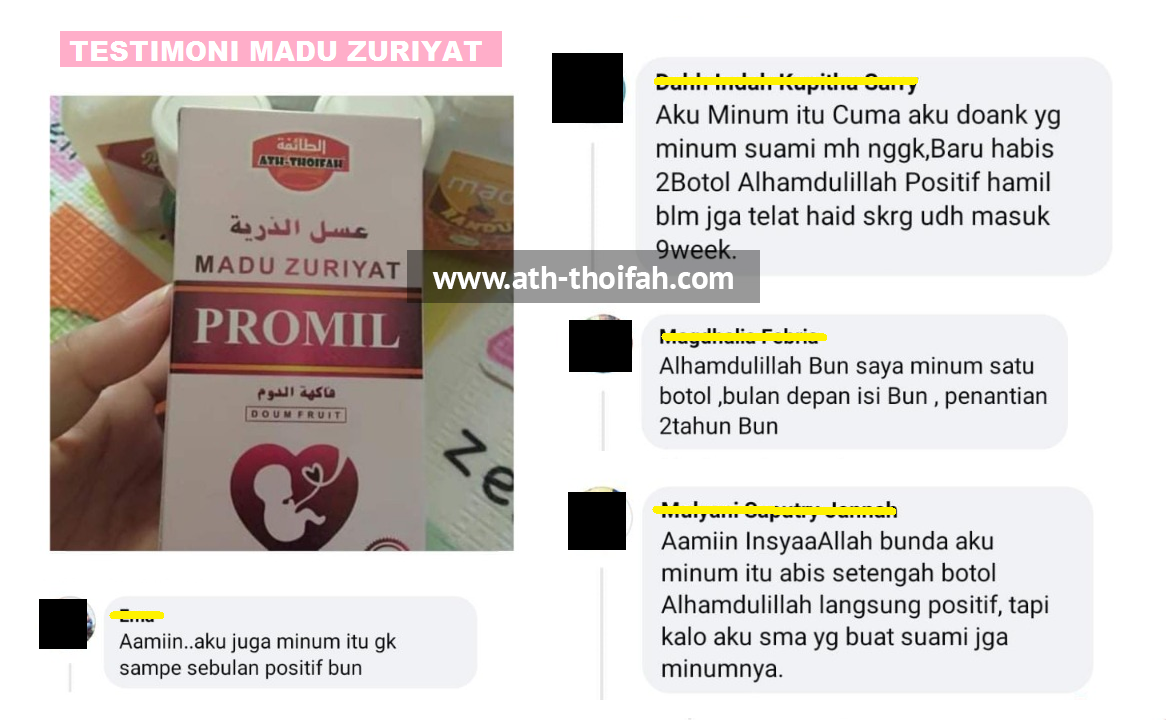 TESTIMONI MADU ZURIYAT
الطائفة
ATH-THOIFAH
عسل الذرية
MADU ZURIYAT
PROMIL
فاكهة الدوم
DOUM FRUIT
mad
ze
www.ath-thoifah.com
Aku Minum itu Cuma aku doank yg
minum suami mh nggk,Baru habis
2Botol Alhamdulillah Positif hamil
blm jga telat haid skrg udh masuk
9week.
Alhamdulillah Bun saya minum satu
botol ,bulan depan isi Bun , penantian
2tahun Bun
Aamiin InsyaaAllah bunda aku
minum itu abis setengah botol
Alhamdulillah langsung positif, tapi
kalo aku sma yg buat suami jga
minumnya.
Aamiin..aku juga minum itu gk
sampe sebulan positif bun